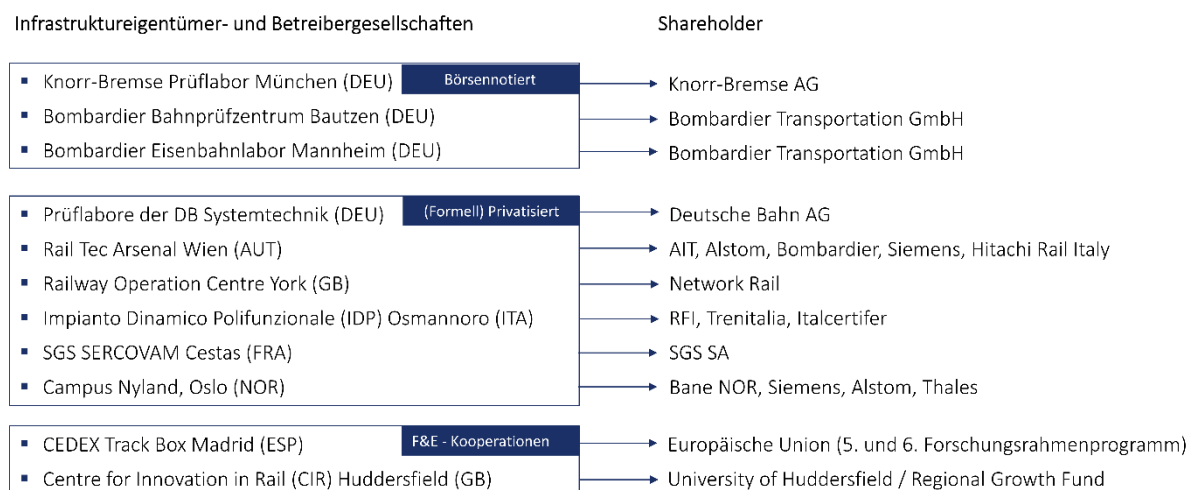 Infrastruktureigentümer- und Betreibergesellschaften Shareholder
▪ Knorr-Bremse Prüflabor München (DEU) Börsennotiert Knorr-Bremse AG
▪ Bombardier Bahnprüfzentrum Bautzen (DEU) Bombardier Transportation GmbH
▪ Bombardier Eisenbahnlabor Mannheim (DEU) Bombardier Transportation GmbH
▪ Prüflabore der DB Systemtechnik (DEU) (Formell) Privatisiert Deutsche Bahn AG
▪ Rail Tec Arsenal Wien (AUT) AIT, Alstom, Bombardier, Siemens, Hitachi Rail Italy
▪ Railway Operation Centre York (GB) Network Rail
▪ Impianto Dinamico Polifunzionale (IDP) Osmannoro (ITA) RFI, Trenitalia, Italcertifer
▪ SGS SERCOVAM Cestas (FRA) SGS SA
▪ Campus Nyland, Oslo (NOR) Bane NOR, Siemens, Alstom, Thales
▪ CEDEX Track Box Madrid (ESP) F&E - Kooperationen Europäische Union (5. und 6. Forschungsrahmenprogramm)
▪ Centre for Innovation in Rail (CIR) Huddersfield (GB) University of Huddersfield / Regional Growth Fund